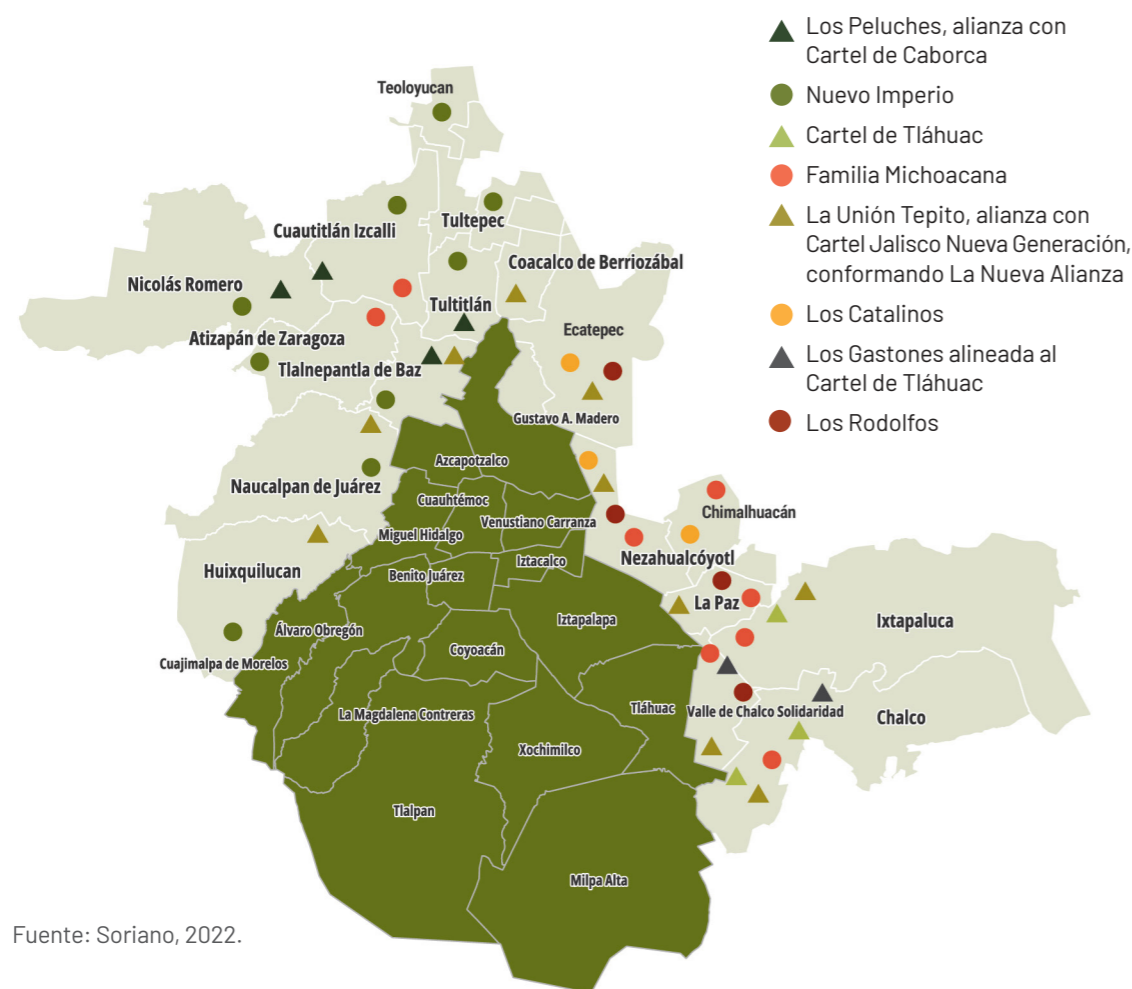 Los Peluches, alianza con
Cartel de Caborca
Nuevo Imperio
Cartel de Tláhuac
Familia Michoacana
La Unión Tepito, alianza con
Cartel Jalisco Nueva Generación,
conformando La Nueva Alianza
Los Catalinos
Los Gastones alineada al
Cartel de Tláhuac
Los Rodolfos
Teoloyucan
Cuautitlán Izcalli
Tultepec
Coacalco de Berriozábal
Nicolás Romero
Tultitlán
Atizapán de Zaragoza
Ecatepec
Tlalnepantla de Baz
Gustavo A. Madero
Azcapotzalco
Naucalpan de Juárez
Cuauhtémoc
Venustiano Carranza
Chimalhuacán
Miguel Hidalgo
Nezahualcóyotl
Huixquilucan
Benito Juárez
Iztacalco
La Paz
Ixtapaluca
Álvaro Obregón
Iztapalapa
Coyoacán
Cuajimalpa de Morelos
La Magdalena Contreras
Tláhuac
Valle de Chalco Solidaridad
Chalco
Xochimilco
Tlalpan
Milpa Alta
Fuente: Soriano, 2022.